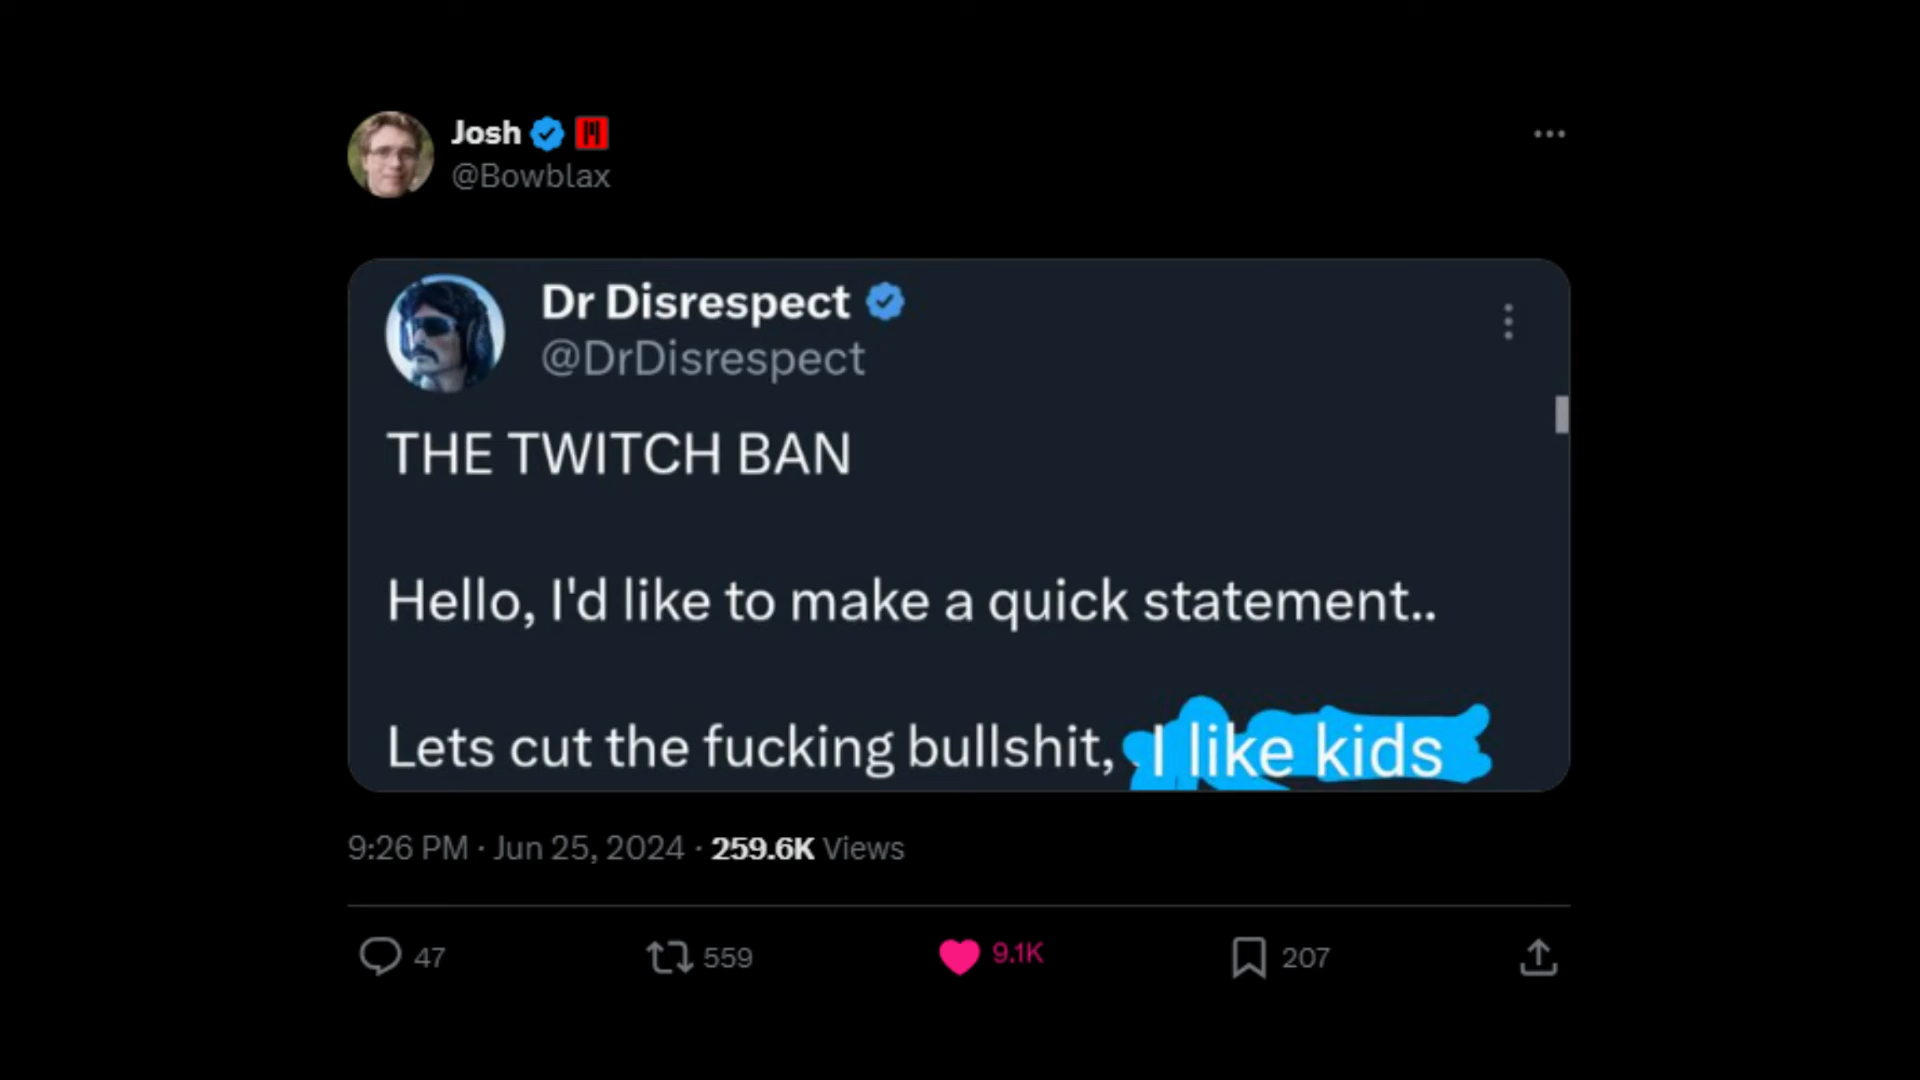 Josh
@Bowblax
Dr Disrespect
@DrDisrespect
THE TWITCH BAN
Hello, I'd like to make a quick statement..
Lets cut the fucking bullshit, I like kids
9:26 PM · Jun 25, 2024 · 259.6K Views
47 559 9.1K 207